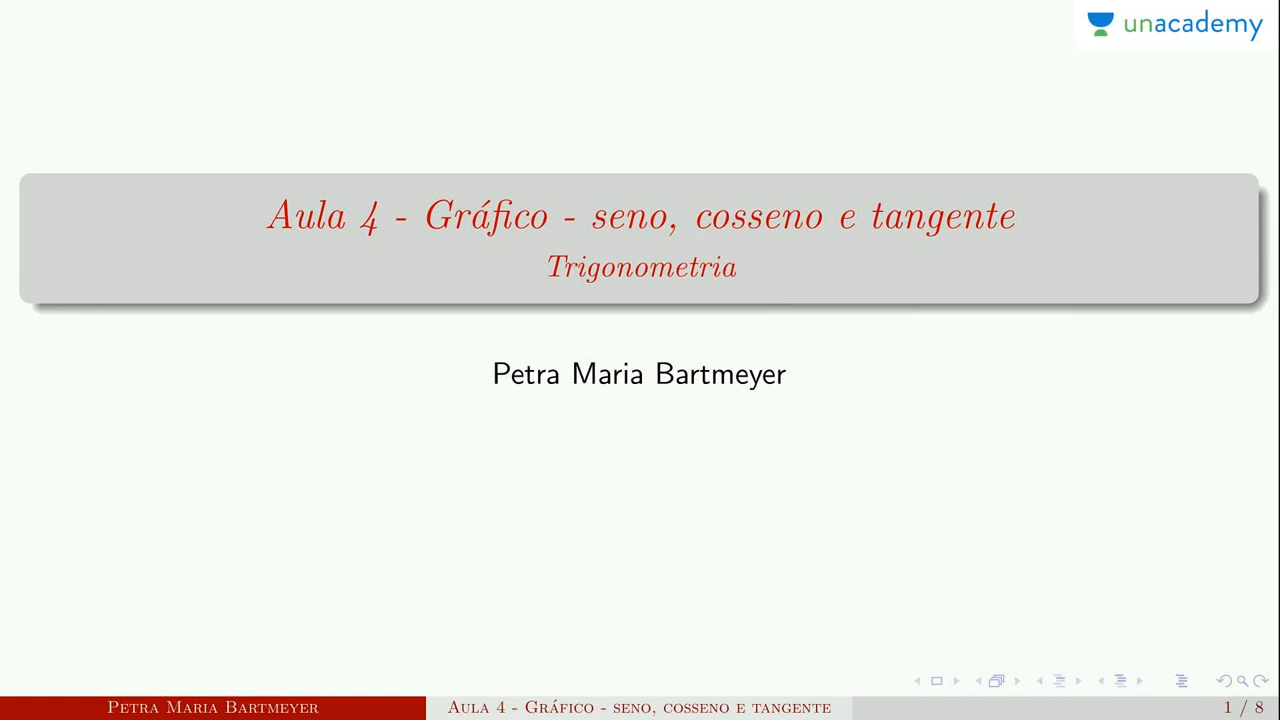 unacademy
Aula 4 - Gráfico - seno, cosseno e tangente
Trigonometria
Petra Maria Bartmeyer
Petra Maria Bartmeyer Aula 4 - Gráfico - seno, cosseno e tangente 1 / 8